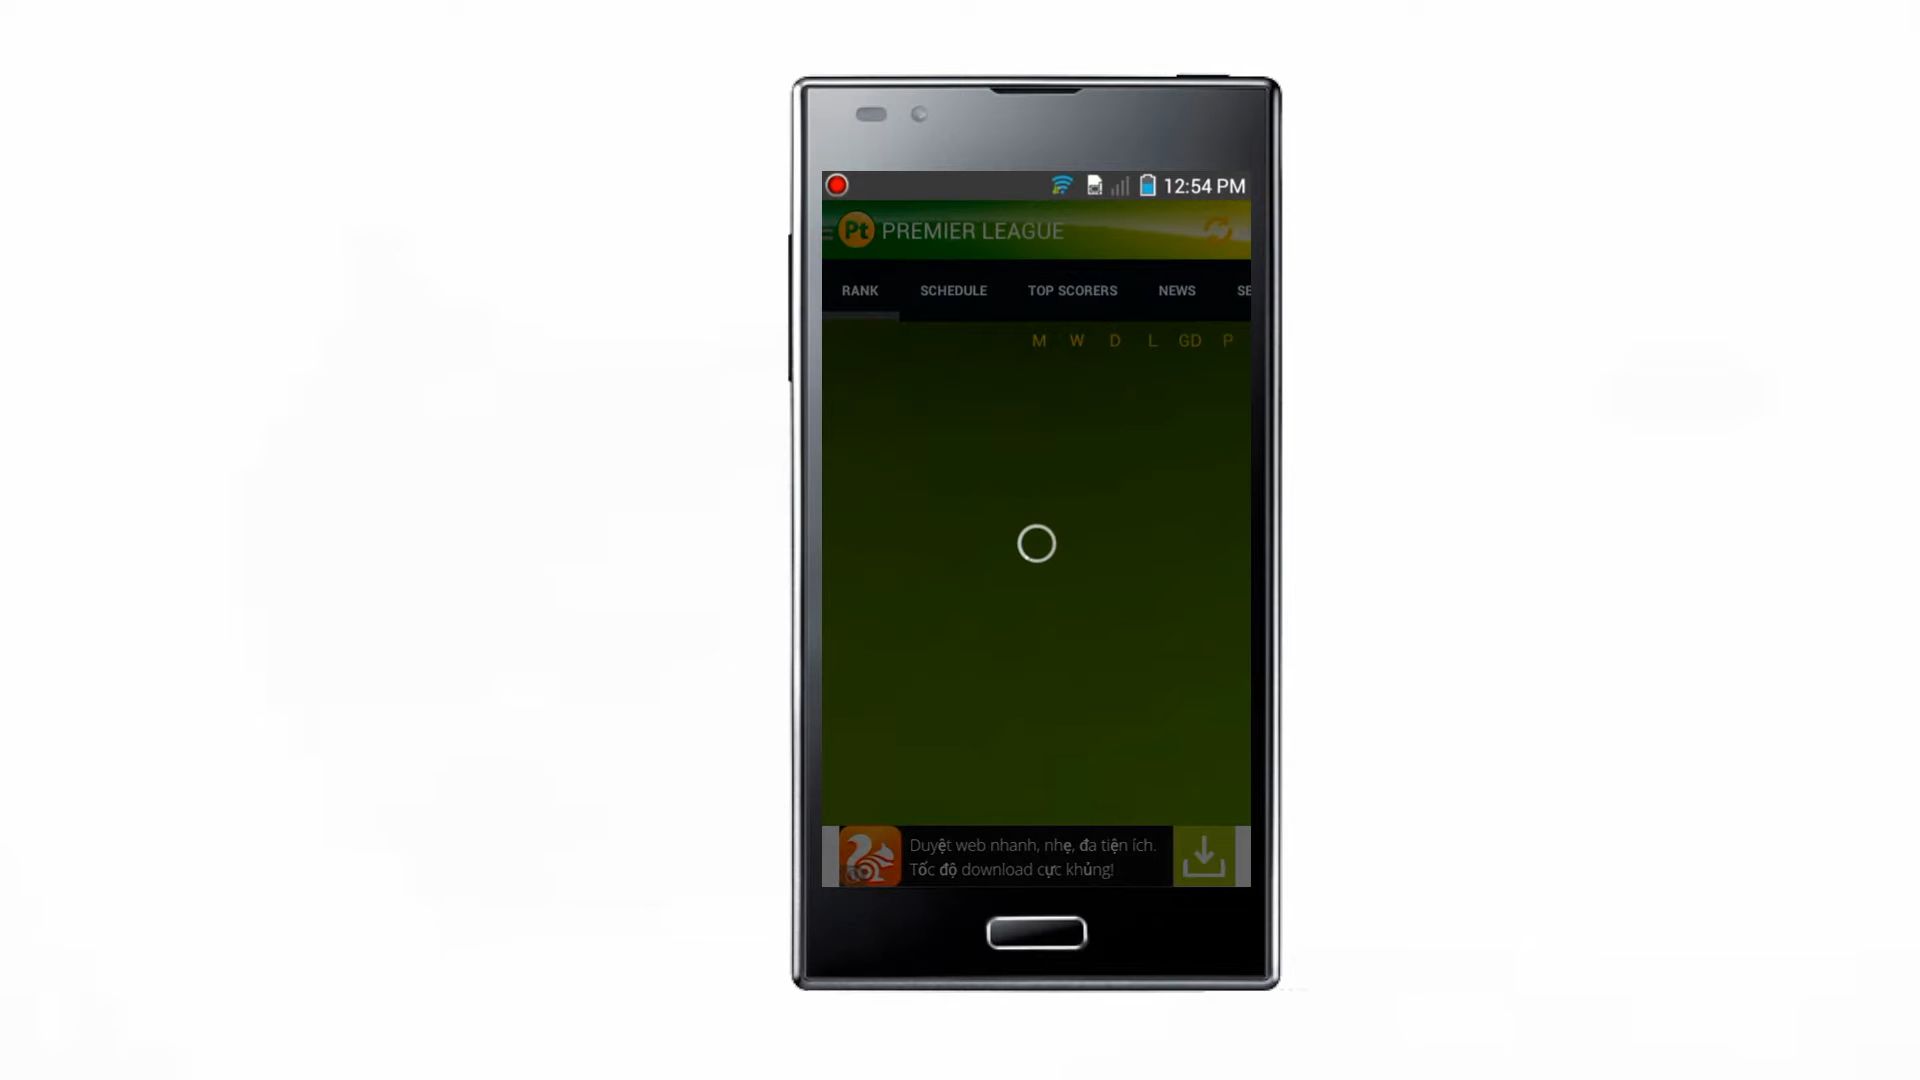 12:54 PM
Pt PREMIER LEAGUE
RANK SCHEDULE TOP SCORERS NEWS SE
M W D L GD P
Duyệt web nhanh, nhẹ, đa tiện ích.
Tốc độ download cực khủng!